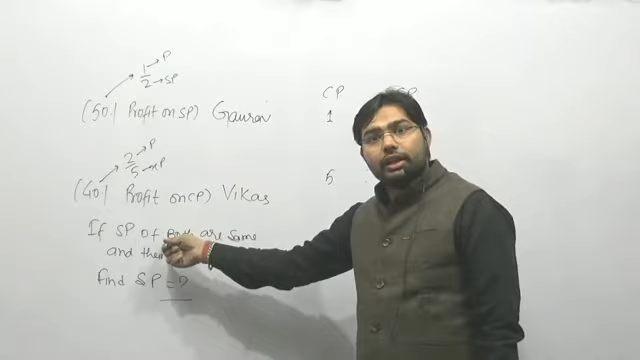 1/2 → P
→ SP
(50% Profit on SP) Gaurav
CP SP
1
2/5 → P
→ CP
5
(40% Profit on CP) Vikas
If SP of Both are same
and
Find SP = ?